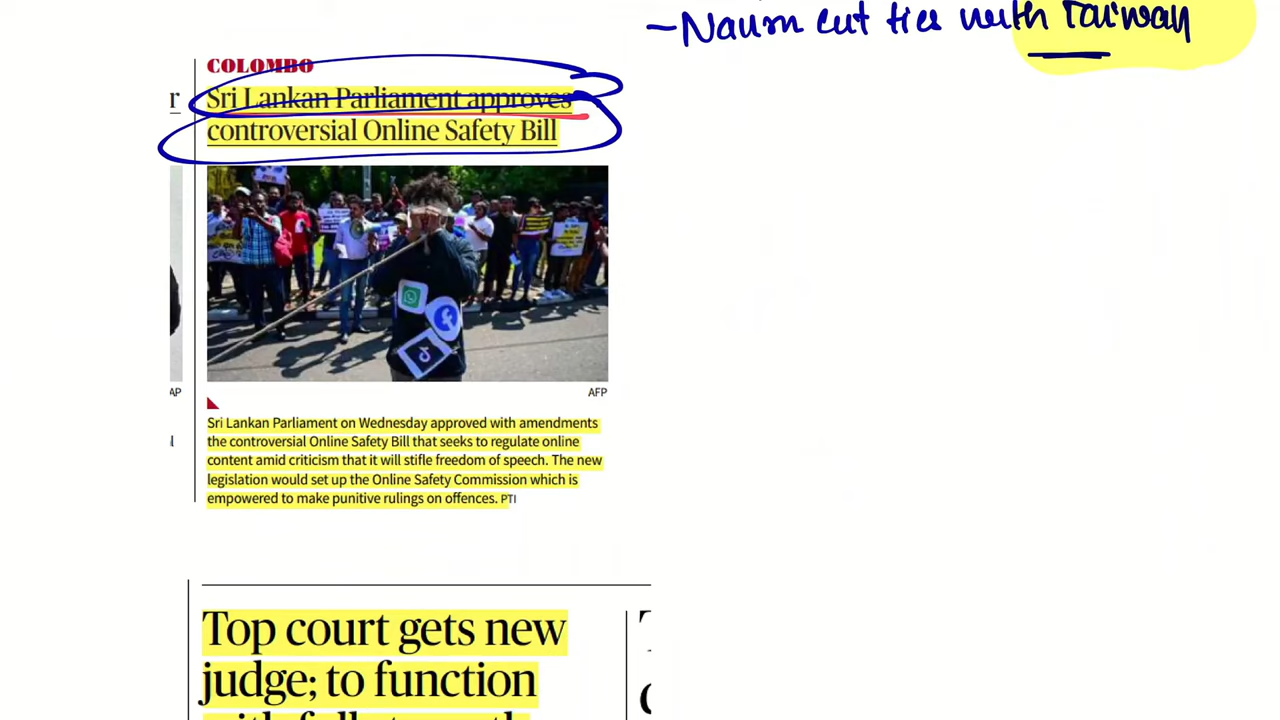 -Nauru cut ties with Taiwan
COLOMBO
r
Sri Lankan Parliament approves
controversial Online Safety Bill
AP
AFP
Sri Lankan Parliament on Wednesday approved with amendments
the controversial Online Safety Bill that seeks to regulate online
content amid criticism that it will stifle freedom of speech. The new
legislation would set up the Online Safety Commission which is
empowered to make punitive rulings on offences. PTI
Top court gets new
judge; to function